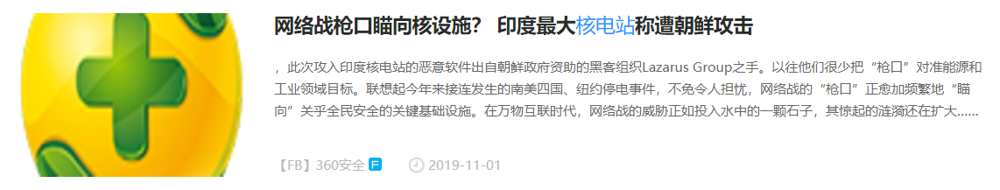 网络战枪口瞄向核设施？ 印度最大核电站称遭朝鲜攻击
，此次攻入印度核电站的恶意软件出自朝鲜政府资助的黑客组织Lazarus Group之手。以往他们很少把“枪口”对准能源和
工业领域目标。联想起今年来接连发生的南美四国、纽约停电事件，不免令人担忧，网络战的“枪口”正愈加频繁地“瞄
向”关乎全民安全的关键基础设施。在万物互联时代，网络战的威胁正如投入水中的一颗石子，其惊起的涟漪还在扩大......
【FB】360安全 F 2019-11-01